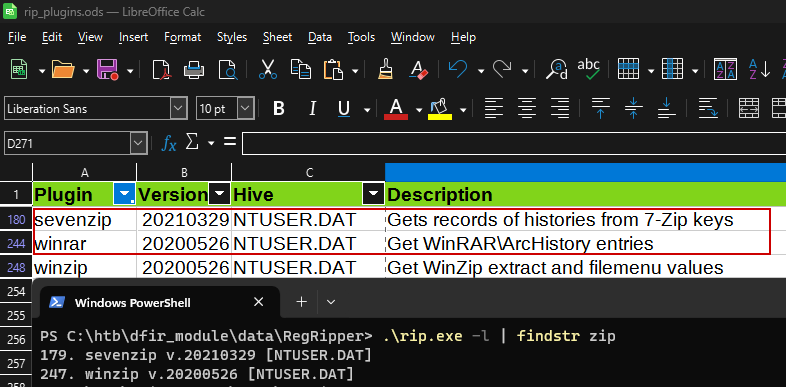 rip_plugins.ods — LibreOffice Calc
File Edit View Insert Format Styles Sheet Data Tools Window Help
Liberation Sans 10 pt B I U A
D271 fx Σ =
A B C
1 Plugin Version Hive Description
180 sevenzip 20210329 NTUSER.DAT Gets records of histories from 7-Zip keys
244 winrar 20200526 NTUSER.DAT Get WinRAR\ArcHistory entries
248 winzip 20200526 NTUSER.DAT Get WinZip extract and filemenu values
254
255
256
257
258
Windows PowerShell
PS C:\htb\dfir_module\data\RegRipper> .\rip.exe -l | findstr zip
179. sevenzip v.20210329 [NTUSER.DAT]
247. winzip v.20200526 [NTUSER.DAT]